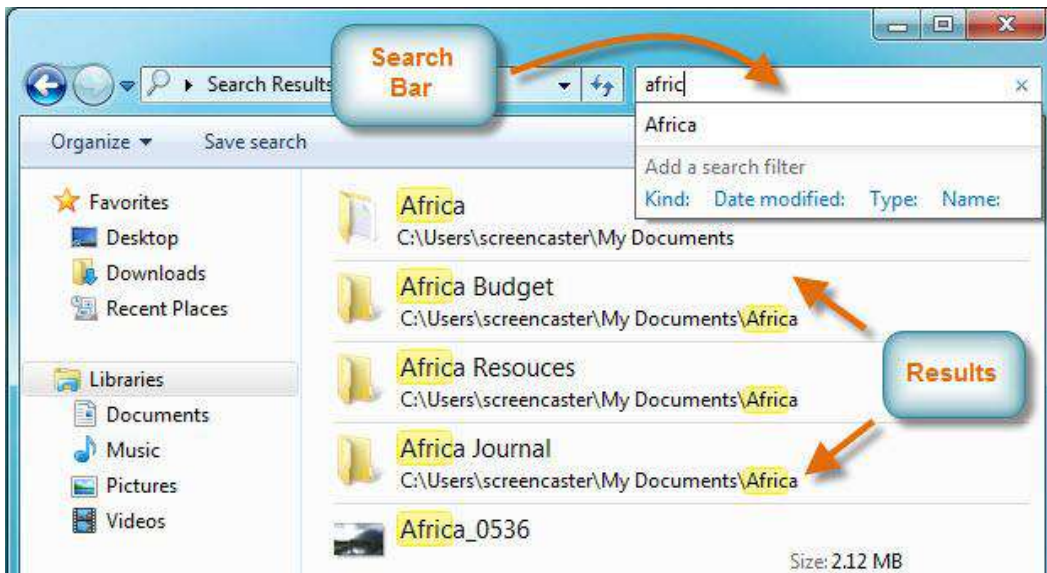 Search
Bar
Search Results
afric
Africa
Add a search filter
Kind: Date modified: Type: Name:
Organize Save search
Favorites
Desktop
Downloads
Recent Places
Libraries
Documents
Music
Pictures
Videos
Africa
C:\Users\screencaster\My Documents
Africa Budget
C:\Users\screencaster\My Documents\Africa
Africa Resouces
C:\Users\screencaster\My Documents\Africa
Africa Journal
C:\Users\screencaster\My Documents\Africa
Africa_0536
Size: 2.12 MB
Results